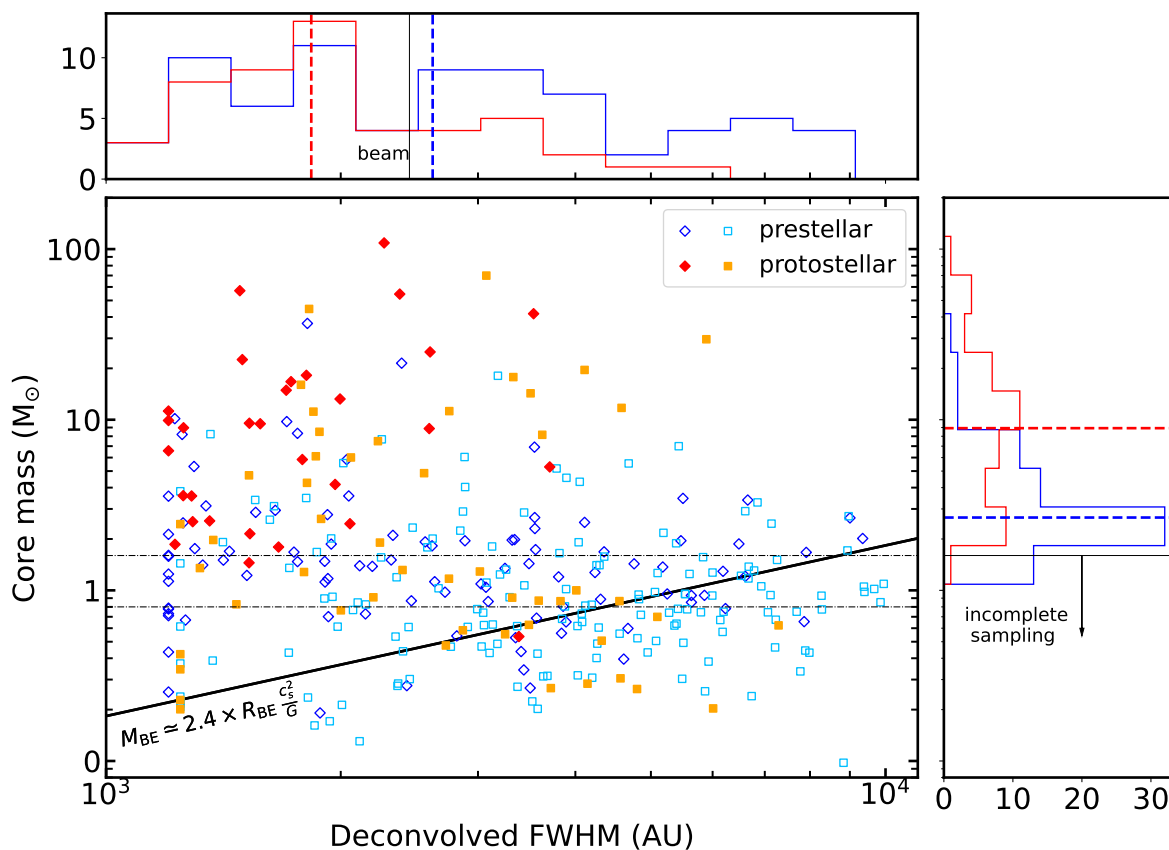 10
5
0
beam
100
10
1
0
Core mass (M☉)
prestellar
protostellar
M_BE ≃ 2.4 × R_BE c_s²/G
incomplete
sampling
10³
10⁴
Deconvolved FWHM (AU)
0
10
20
30